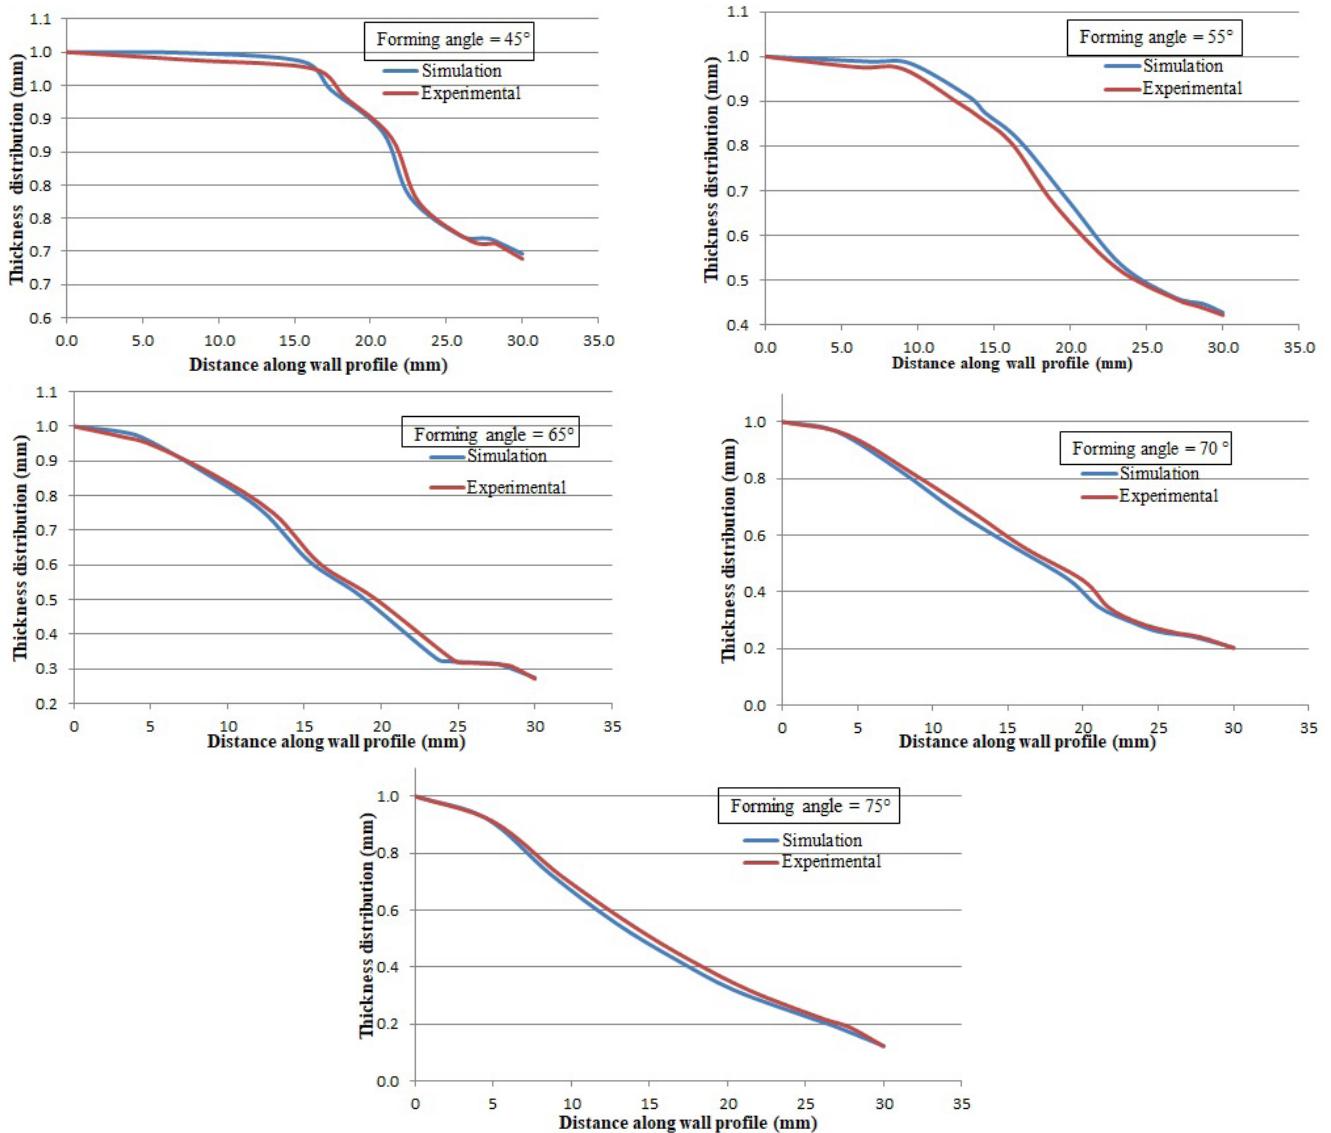 Forming angle = 45°
Simulation
Experimental
Thickness distribution (mm)
1.1
1.0
1.0
0.9
0.9
0.8
0.8
0.7
0.7
0.6
0.0 5.0 10.0 15.0 20.0 25.0 30.0 35.0
Distance along wall profile (mm)
Forming angle = 55°
Simulation
Experimental
Thickness distribution (mm)
1.1
1.0
0.9
0.8
0.7
0.6
0.5
0.4
0.0 5.0 10.0 15.0 20.0 25.0 30.0 35.0
Distance along wall profile (mm)
Forming angle = 65°
Simulation
Experimental
Thickness distribution (mm)
1.1
1.0
0.9
0.8
0.7
0.6
0.5
0.4
0.3
0.2
0 5 10 15 20 25 30 35
Distance along wall profile (mm)
Forming angle = 70 °
Simulation
Experimental
Thickness distribution (mm)
1.0
0.8
0.6
0.4
0.2
0.0
0 5 10 15 20 25 30 35
Distance along wall profile (mm)
Forming angle = 75°
Simulation
Experimental
Thickness distribution (mm)
1.0
0.8
0.6
0.4
0.2
0.0
0 5 10 15 20 25 30 35
Distance along wall profile (mm)